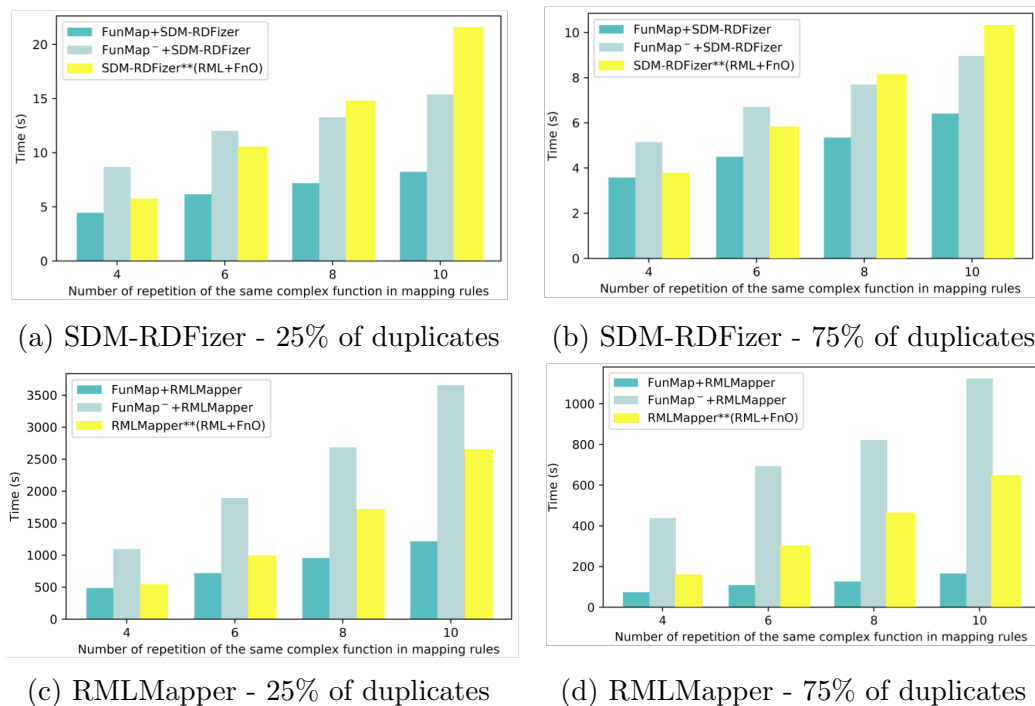 FunMap+SDM-RDFizer
FunMap⁻+SDM-RDFizer
SDM-RDFizer**(RML+FnO)
Time (s)
20
15
10
5
0
4 6 8 10
Number of repetition of the same complex function in mapping rules
(a) SDM-RDFizer - 25% of duplicates
FunMap+SDM-RDFizer
FunMap⁻+SDM-RDFizer
SDM-RDFizer**(RML+FnO)
Time (s)
10
8
6
4
2
0
4 6 8 10
Number of repetition of the same complex function in mapping rules
(b) SDM-RDFizer - 75% of duplicates
FunMap+RMLMapper
FunMap⁻+RMLMapper
RMLMapper**(RML+FnO)
Time (s)
3500
3000
2500
2000
1500
1000
500
0
4 6 8 10
Number of repetition of the same complex function in mapping rules
(c) RMLMapper - 25% of duplicates
FunMap+RMLMapper
FunMap⁻+RMLMapper
RMLMapper**(RML+FnO)
Time (s)
1000
800
600
400
200
0
4 6 8 10
Number of repetition of the same complex function in mapping rules
(d) RMLMapper - 75% of duplicates